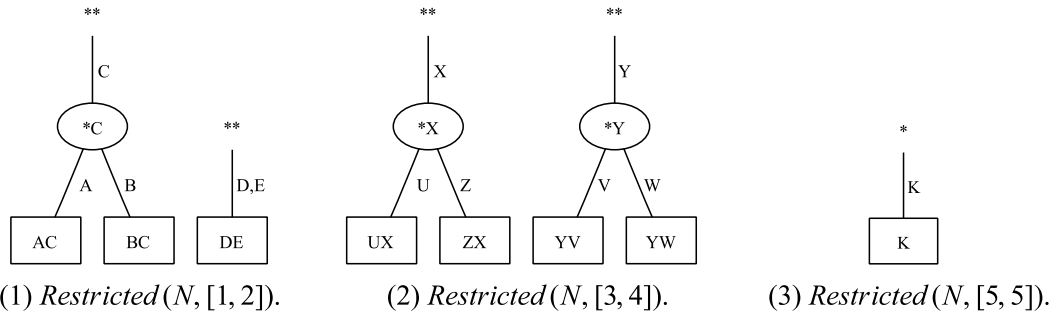 **
**
**
C
X
Y
*C
*X
*Y
**
*
A
B
D,E
U
Z
V
W
K
AC
BC
DE
UX
ZX
YV
YW
K
(1) Restricted (N, [1, 2]).
(2) Restricted (N, [3, 4]).
(3) Restricted (N, [5, 5]).